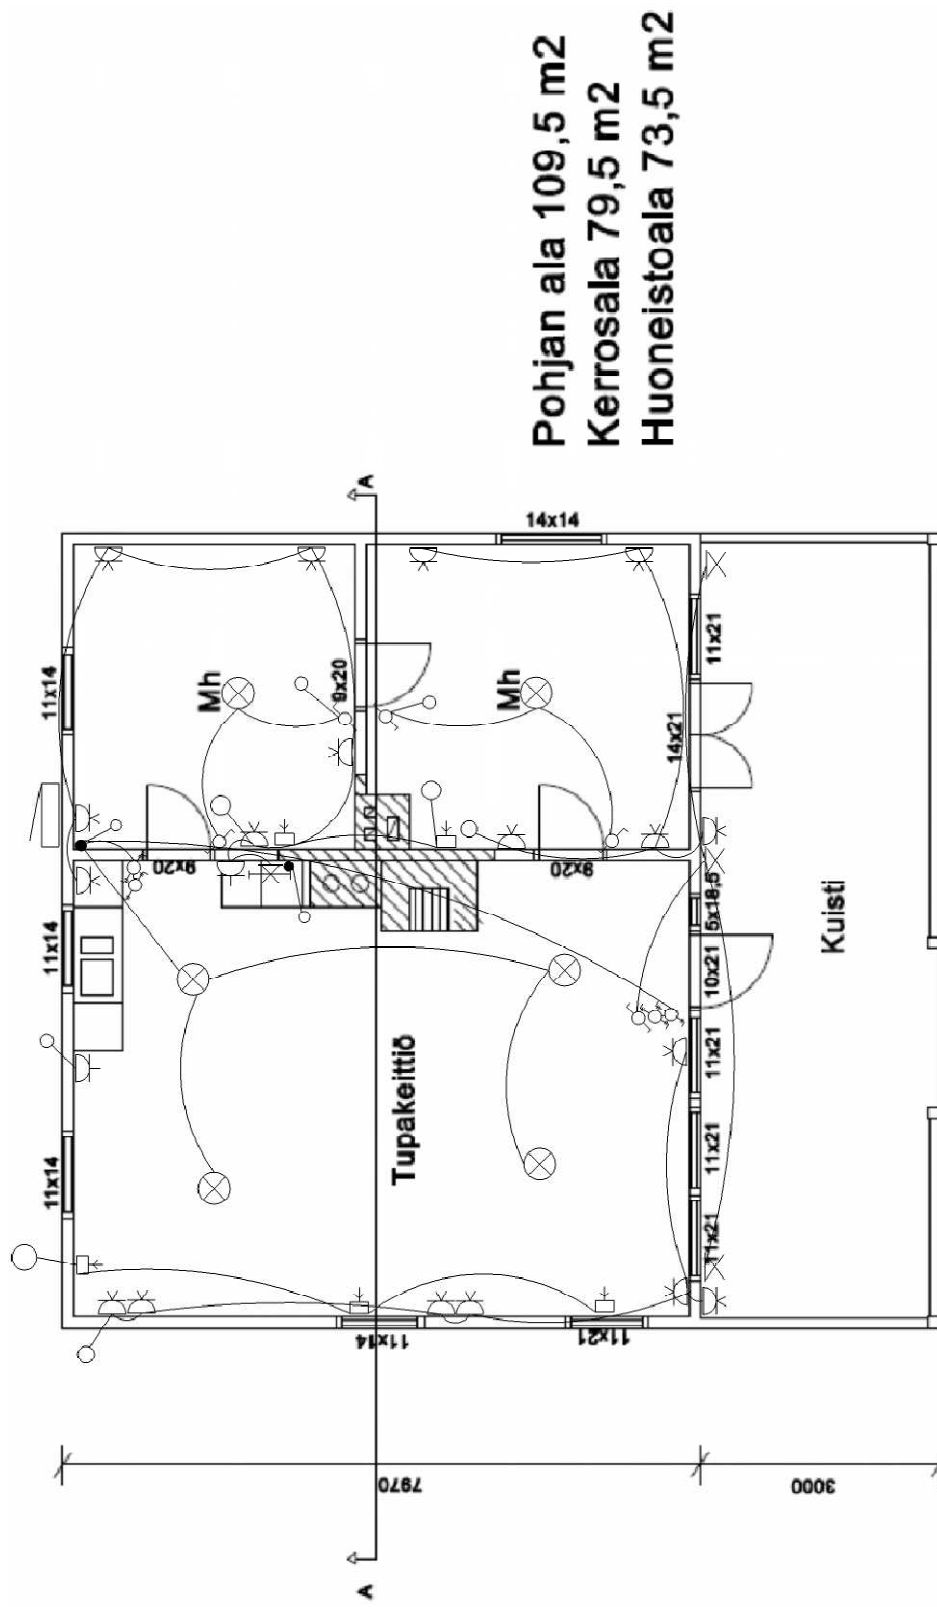 Pohjan ala 109,5 m2
Kerrosala 79,5 m2
Huoneistoala 73,5 m2
A
14x14
11x14
Mh
9x20
Mh
11x21
14x21
9x20
9x20
11x14
5x18,5
10x21
Kuisti
11x21
Tupakeittiö
11x14
11x21
11x21
11x14
11x21
7970
3000
A